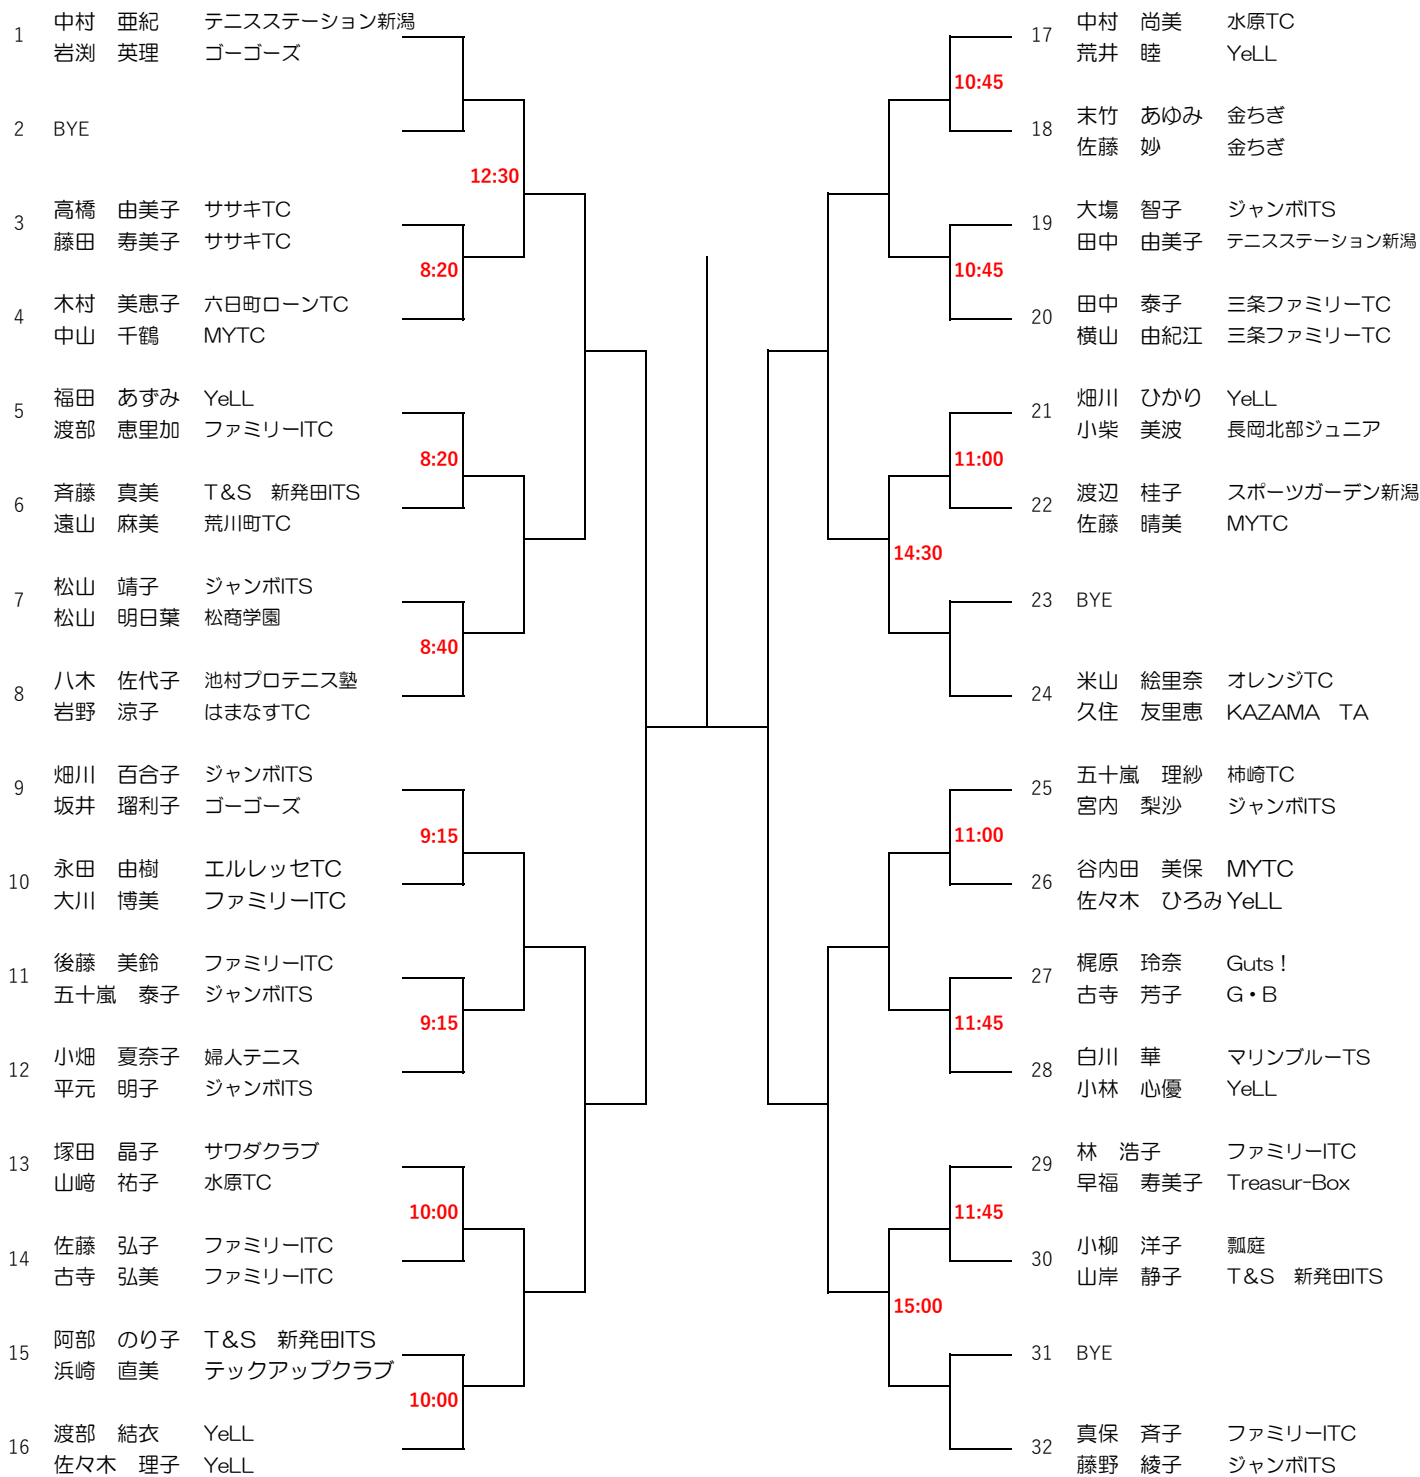 1 中村　亜紀 テニスステーション新潟
岩渕　英理 ゴーゴーズ
2 BYE
12:30
3 高橋　由美子 ササキTC
藤田　寿美子 ササキTC
8:20
4 木村　美恵子 六日町ローンTC
中山　千鶴 MYTC
5 福田　あずみ YeLL
渡部　恵里加 ファミリーITC
8:20
6 斉藤　真美 T&S　新発田ITS
遠山　麻美 荒川町TC
7 松山　靖子 ジャンボITS
松山　明日葉 松商学園
8:40
8 八木　佐代子 池村プロテニス塾
岩野　涼子 はまなすTC
9 畑川　百合子 ジャンボITS
坂井　瑠利子 ゴーゴーズ
9:15
10 永田　由樹 エルレッセTC
大川　博美 ファミリーITC
11 後藤　美鈴 ファミリーITC
五十嵐　泰子 ジャンボITS
9:15
12 小畑　夏奈子 婦人テニス
平元　明子 ジャンボITS
13 塚田　晶子 サワダクラブ
山﨑　祐子 水原TC
10:00
14 佐藤　弘子 ファミリーITC
古寺　弘美 ファミリーITC
15 阿部　のり子 T&S　新発田ITS
浜崎　直美 テックアップクラブ
10:00
16 渡部　結衣 YeLL
佐々木　理子 YeLL
17 中村　尚美 水原TC
荒井　睦 YeLL
10:45
18 末竹　あゆみ 金ちぎ
佐藤　妙 金ちぎ
19 大塲　智子 ジャンボITS
田中　由美子 テニスステーション新潟
10:45
20 田中　泰子 三条ファミリーTC
横山　由紀江 三条ファミリーTC
21 畑川　ひかり YeLL
小柴　美波 長岡北部ジュニア
11:00
22 渡辺　桂子 スポーツガーデン新潟
佐藤　晴美 MYTC
14:30
23 BYE
24 米山　絵里奈 オレンジTC
久住　友里恵 KAZAMA　TA
25 五十嵐　理紗 柿崎TC
宮内　梨沙 ジャンボITS
11:00
26 谷内田　美保 MYTC
佐々木　ひろみ YeLL
27 梶原　玲奈 Guts！
古寺　芳子 G・B
11:45
28 白川　華 マリンブルーTS
小林　心優 YeLL
29 林　浩子 ファミリーITC
早福　寿美子 Treasur-Box
11:45
30 小柳　洋子 瓢庭
山岸　静子 T&S　新発田ITS
15:00
31 BYE
32 真保　斉子 ファミリーITC
藤野　綾子 ジャンボITS